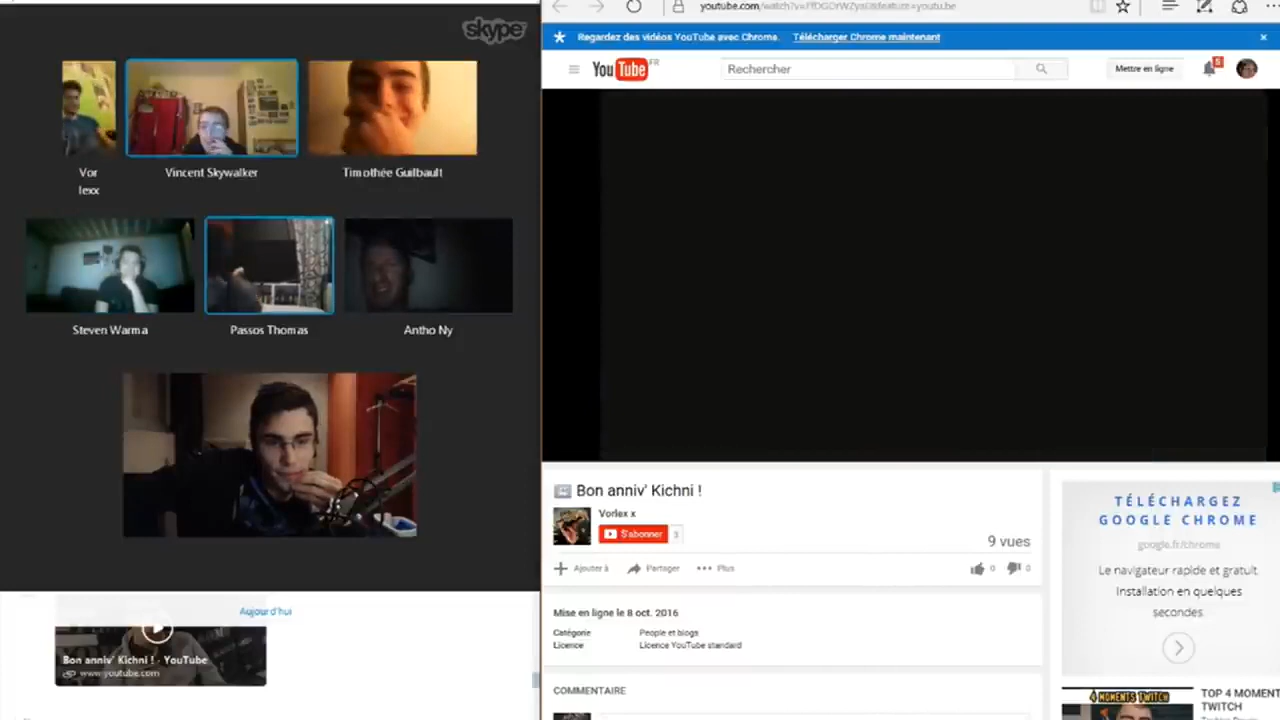 skype
Vor
lexx
Vincent Skywalker
Timothée Guilbault
Steven Warma
Passos Thomas
Antho Ny
Aujourd'hui
Bon anniv' Kichni ! - YouTube
www.youtube.com
Regardez des vidéos YouTube avec Chrome. Télécharger Chrome maintenant
YouTube FR
Rechercher
Mettre en ligne
Bon anniv' Kichni !
Vorlex x
S'abonner 3
9 vues
Ajouter à Partager Plus
0 0
Mise en ligne le 8 oct. 2016
Catégorie People et blogs
Licence Licence YouTube standard
COMMENTAIRE
TÉLÉCHARGEZ
GOOGLE CHROME
google.fr/chrome
Le navigateur rapide et gratuit.
Installation en quelques
secondes.
4 MOMENTS TWITCH
TOP 4 MOMENT
TWITCH